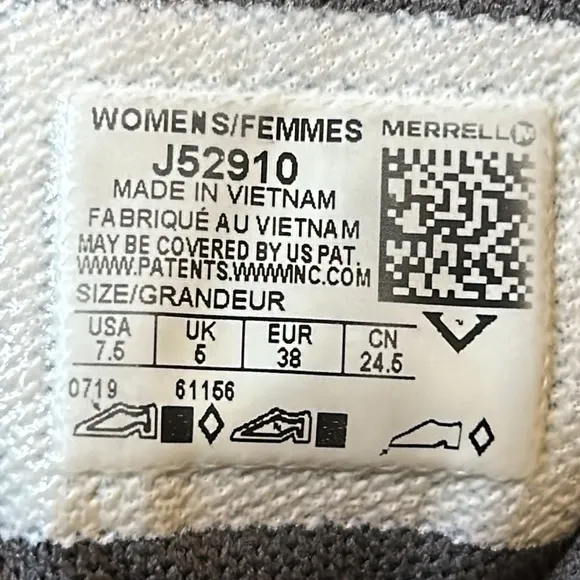 WOMENS/FEMMES MERRELL
J52910
MADE IN VIETNAM
FABRIQUÉ AU VIETNAM
MAY BE COVERED BY US PAT.
WWW.PATENTS.WWWINC.COM
SIZE/GRANDEUR
USA UK EUR CN
7.5 5 38 24.5
0719 61156